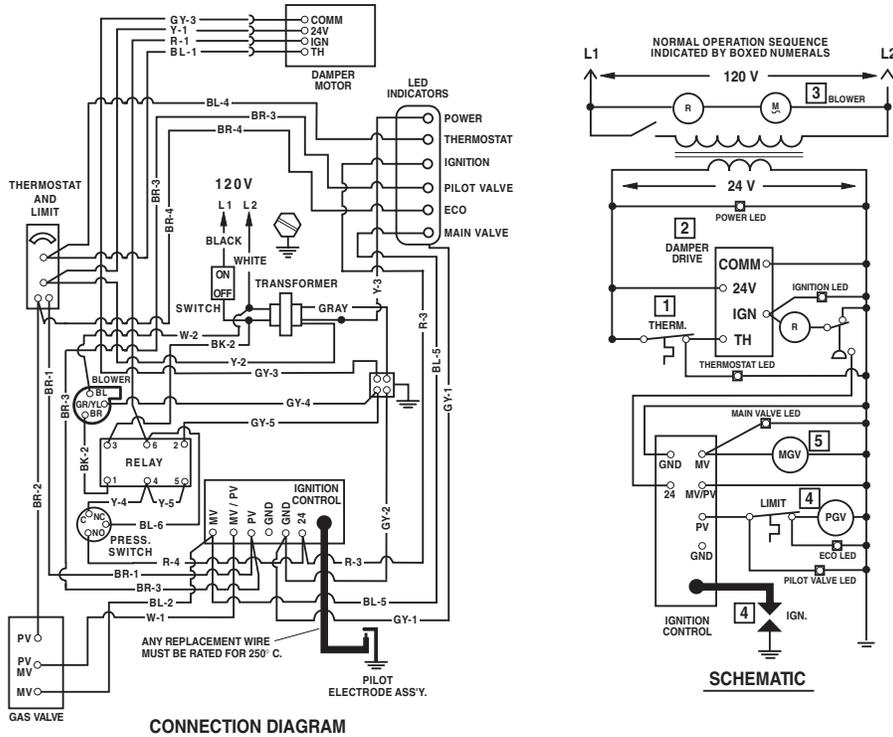 GY-3
Y-1
R-1
BL-1
COMM
24V
IGN
TH
DAMPER
MOTOR
LED
INDICATORS
POWER
THERMOSTAT
IGNITION
PILOT VALVE
ECO
MAIN VALVE
BL-4
BR-3
BR-4
THERMOSTAT
AND
LIMIT
BR-3
BR-4
120V
L1 L2
BLACK
WHITE
ON
OFF
SWITCH
TRANSFORMER
GRAY
Y-3
R-3
BL-5
GY-1
W-2
BK-2
Y-2
GY-3
BLOWER
BL
GR/YL
BR
GY-4
GY-5
BR-1
BR-3
BK-2
BR-2
3 6 2
RELAY
1 4 5
Y-4 Y-5
C NC
NO
BL-6
PRESS.
SWITCH
IGNITION
CONTROL
MV
MV / PV
PV
GND
GND
24
GY-2
R-4
R-3
BR-1
BR-3
BL-2
BL-5
W-1
GY-1
PV
PV
MV
MV
GAS VALVE
ANY REPLACEMENT WIRE
MUST BE RATED FOR 250° C.
PILOT
ELECTRODE ASS'Y.
CONNECTION DIAGRAM
NORMAL OPERATION SEQUENCE
INDICATED BY BOXED NUMERALS
L1
L2
120 V
R
M
3 BLOWER
24 V
POWER LED
2
DAMPER
DRIVE
COMM
24V
IGN
TH
IGNITION LED
R
1
THERM.
THERMOSTAT LED
MAIN VALVE LED
GND
MV
MGV
5
24
MV/PV
PV
LIMIT
4
PGV
GND
ECO LED
PILOT VALVE LED
4
IGN.
IGNITION
CONTROL
SCHEMATIC